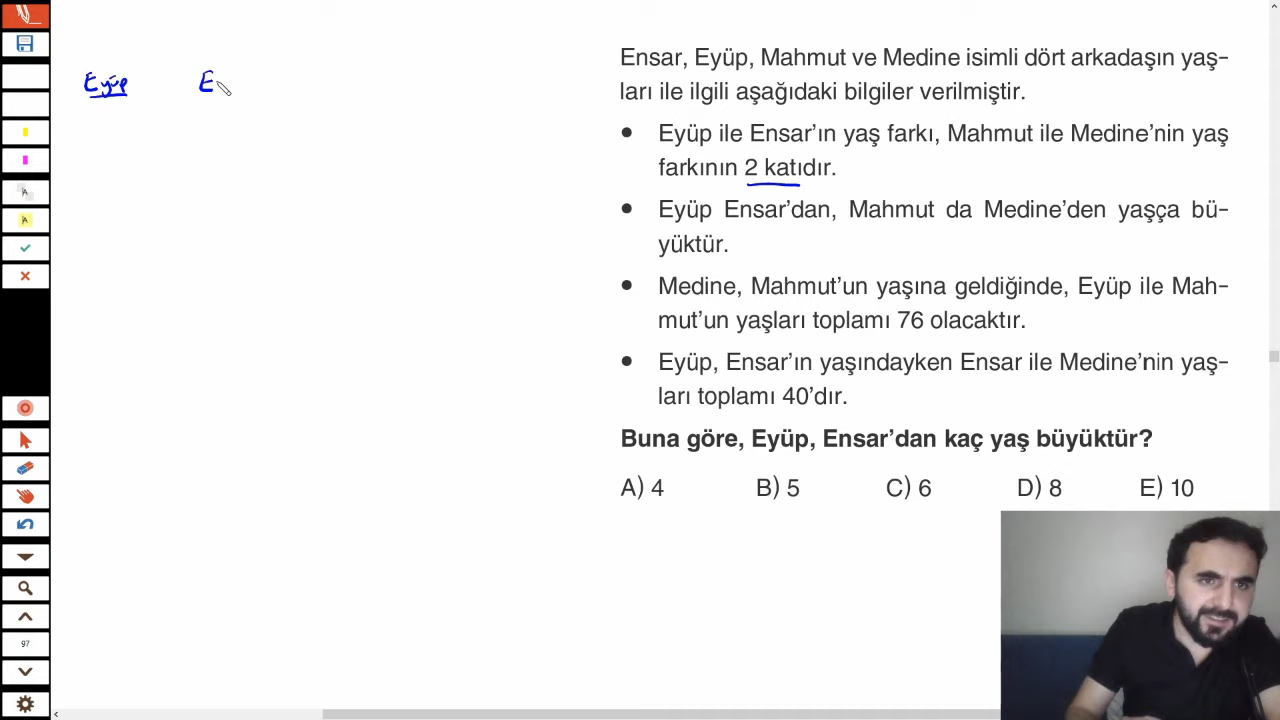 Eyüp E
Ensar, Eyüp, Mahmut ve Medine isimli dört arkadaşın yaş-
ları ile ilgili aşağıdaki bilgiler verilmiştir.
• Eyüp ile Ensar'ın yaş farkı, Mahmut ile Medine'nin yaş
farkının 2 katıdır.
• Eyüp Ensar'dan, Mahmut da Medine'den yaşça bü-
yüktür.
• Medine, Mahmut'un yaşına geldiğinde, Eyüp ile Mah-
mut'un yaşları toplamı 76 olacaktır.
• Eyüp, Ensar'ın yaşındayken Ensar ile Medine'nin yaş-
ları toplamı 40'dır.
Buna göre, Eyüp, Ensar'dan kaç yaş büyüktür?
A) 4 B) 5 C) 6 D) 8 E) 10
A
A
97